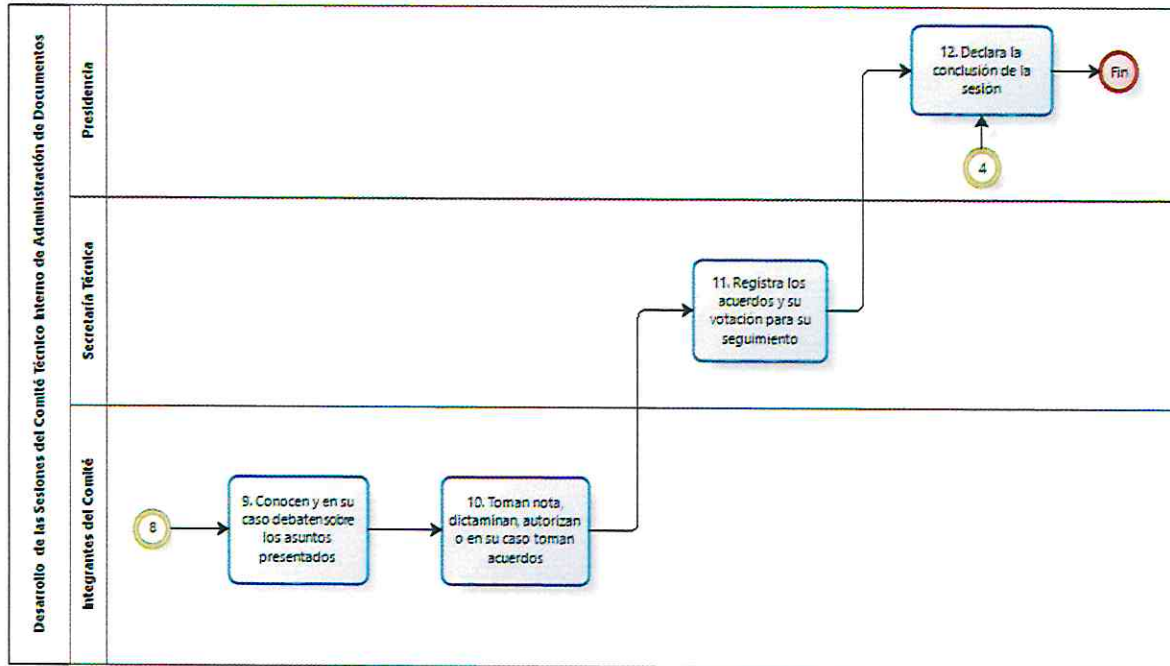 Desarrollo de las Sesiones del Comité Técnico Interno de Administración de Documentos
Presidencia
12. Declara la
conclusión de la
sesión
Fin
4
Secretaría Técnica
11. Registra los
acuerdos y su
votación para su
seguimiento
Integrantes del Comité
8
9. Conocen y en su
caso debaten sobre
los asuntos
presentados
10. Toman nota,
dictaminan, autorizan
o en su caso toman
acuerdos